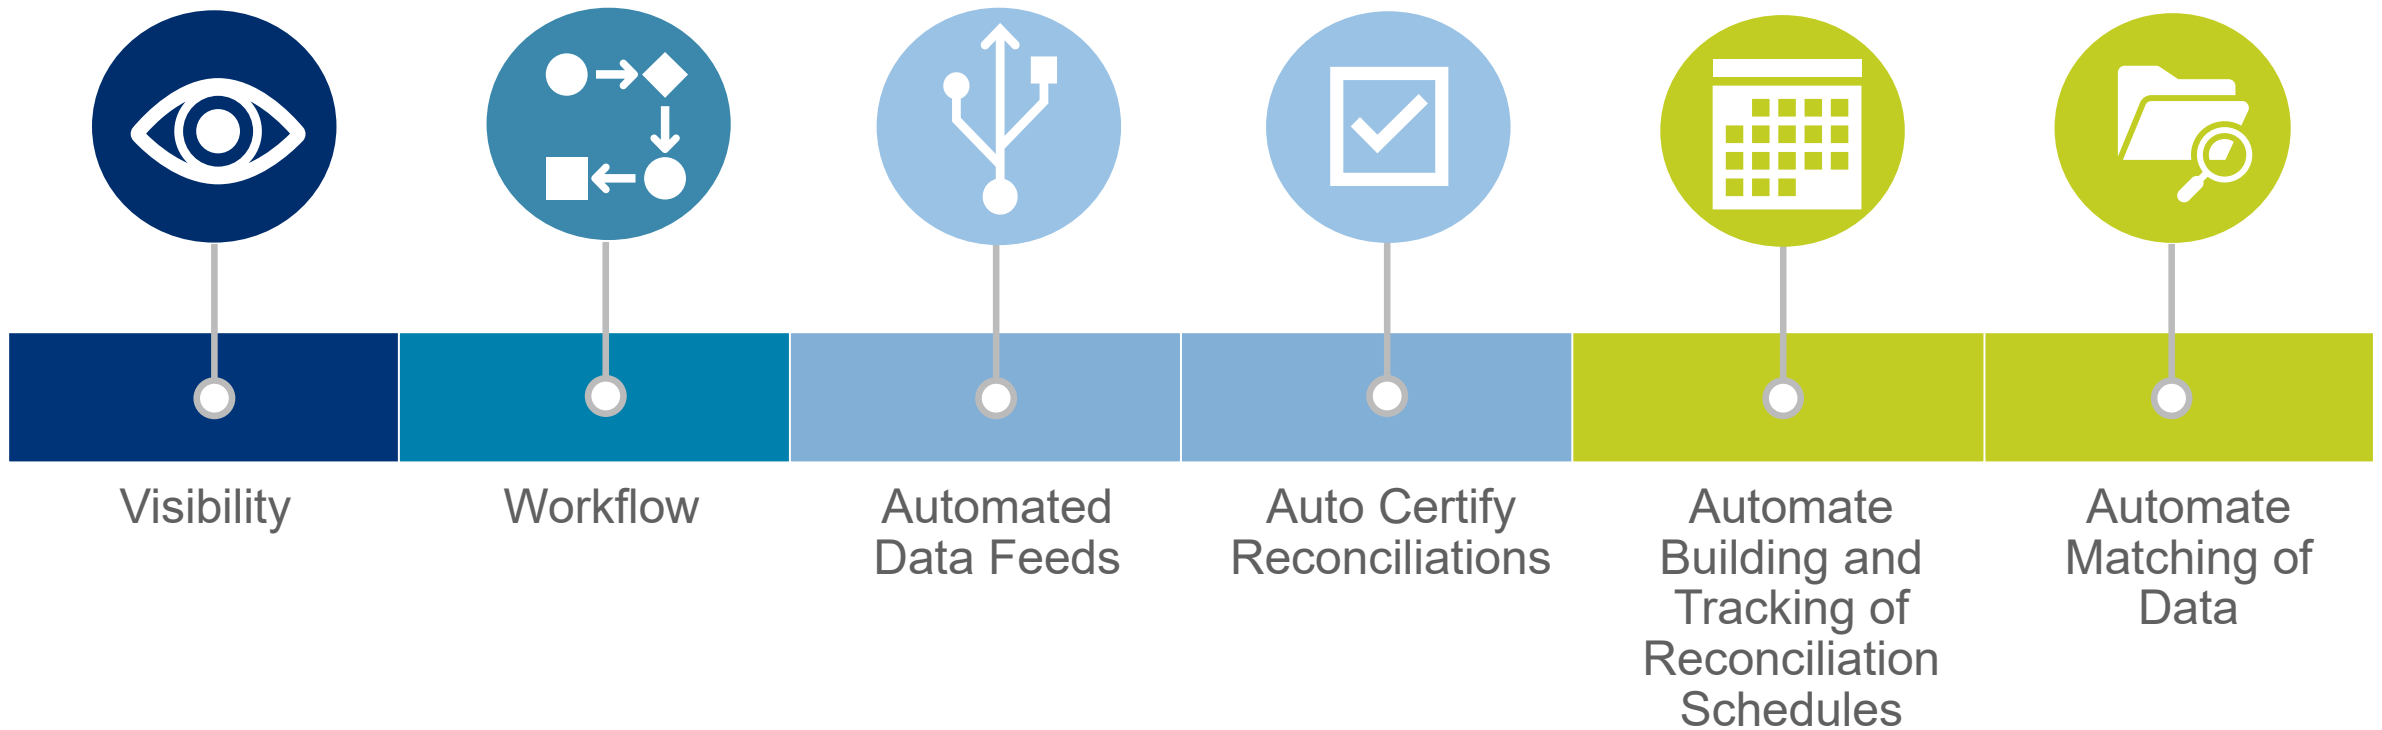 Visibility
Workflow
Automated
Data Feeds
Auto Certify
Reconciliations
Automate
Building and
Tracking of
Reconciliation
Schedules
Automate
Matching of
Data